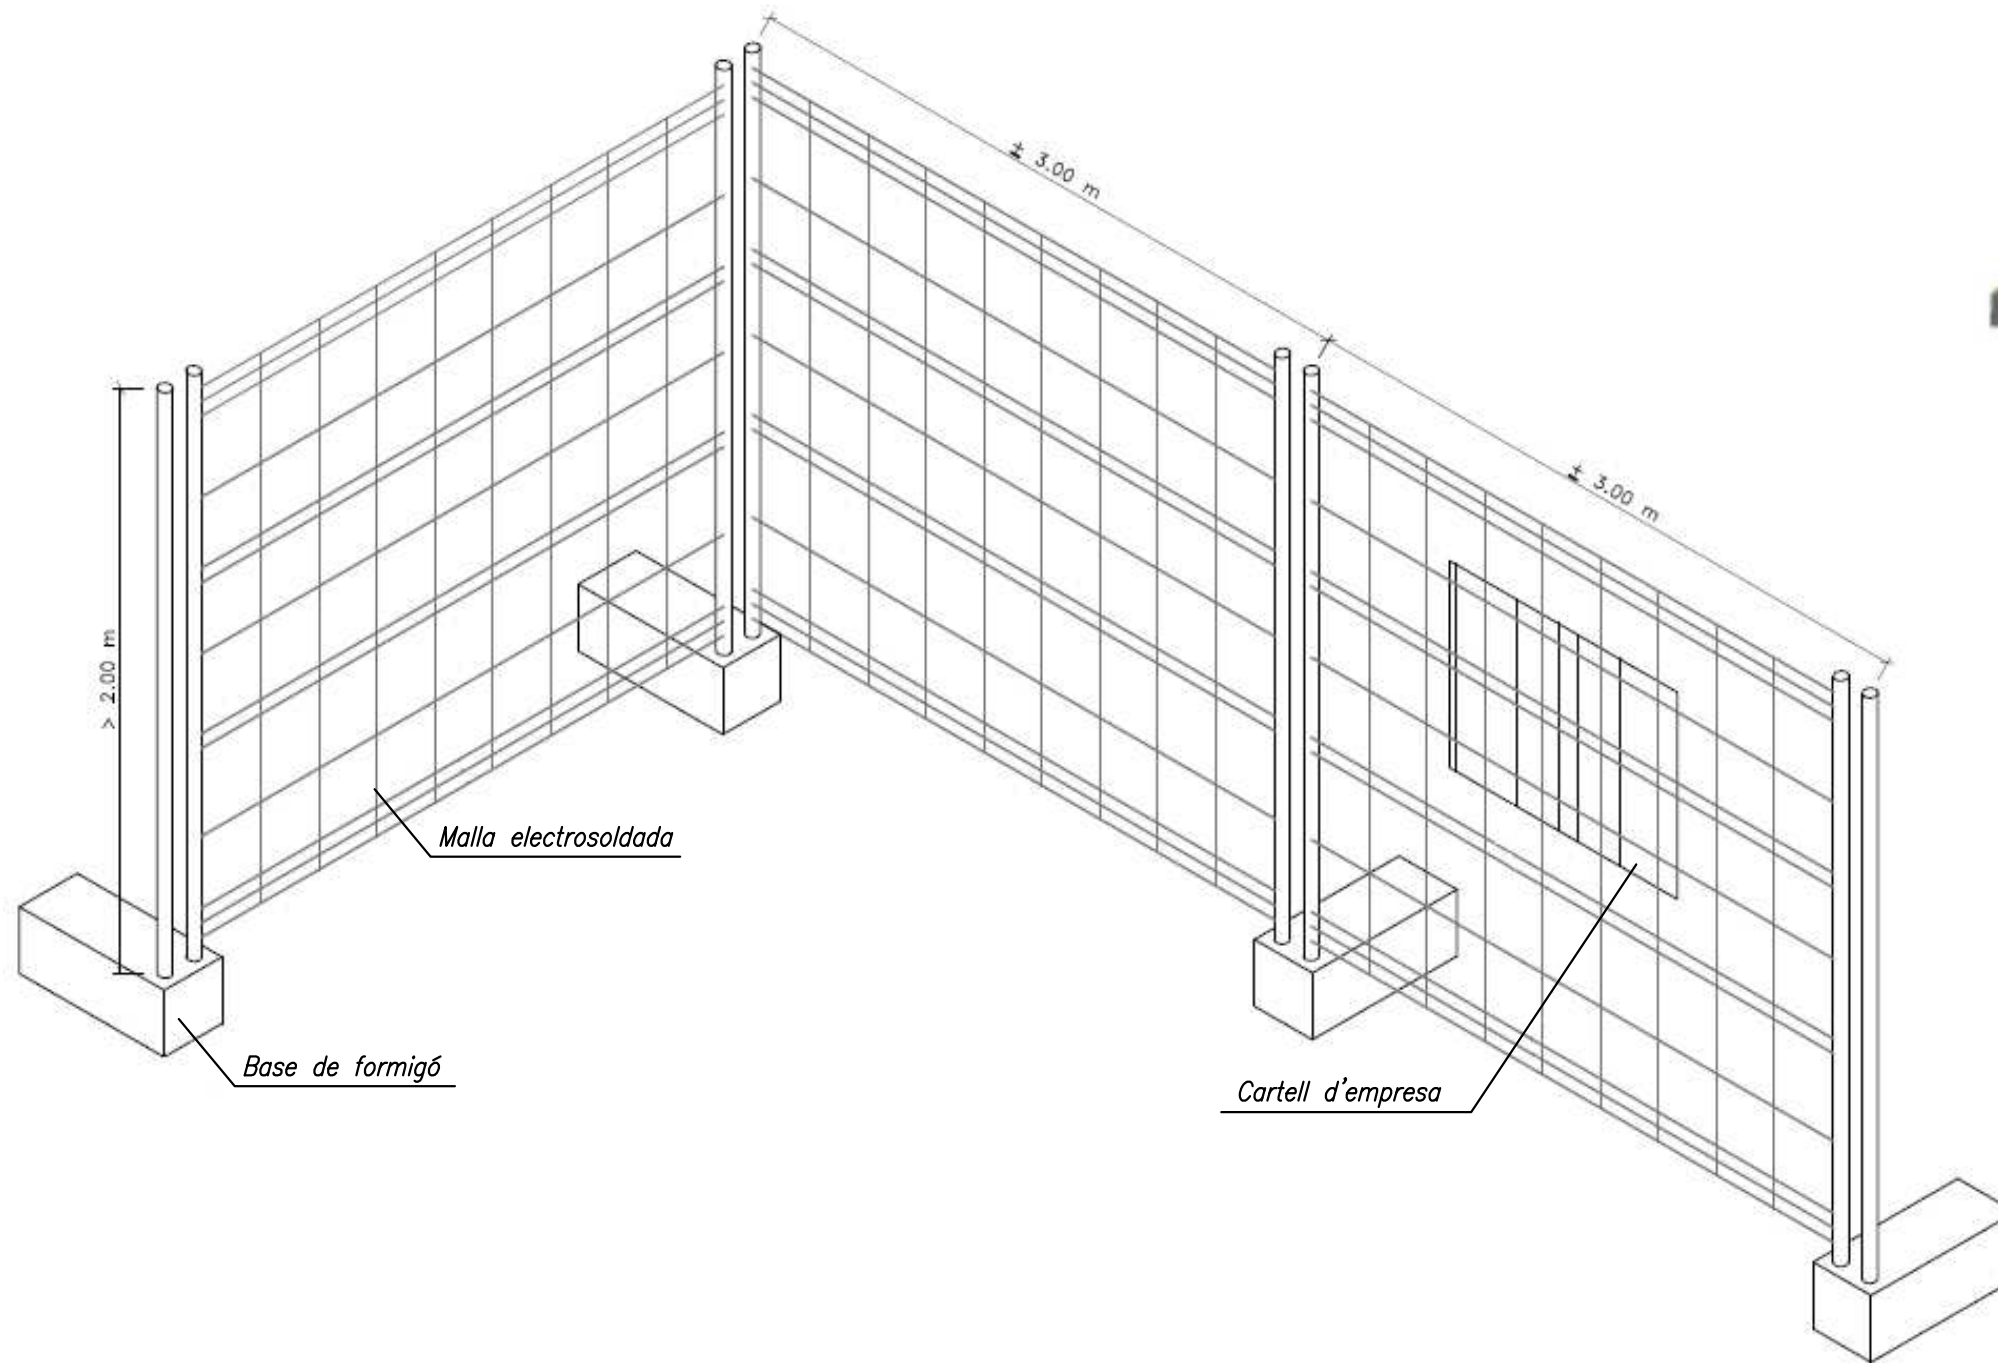 ± 3.00 m
± 3.00 m
> 2.00 m
Malla electrosoldada
Base de formigó
Cartell d'empresa